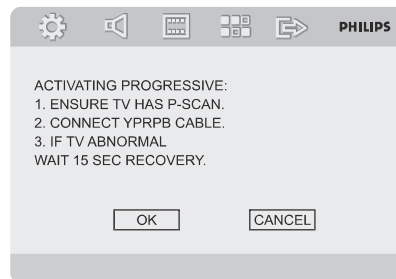 PHILIPS
ACTIVATING PROGRESSIVE:
1. ENSURE TV HAS P-SCAN.
2. CONNECT YPRPB CABLE.
3. IF TV ABNORMAL
WAIT 15 SEC RECOVERY.
OK CANCEL